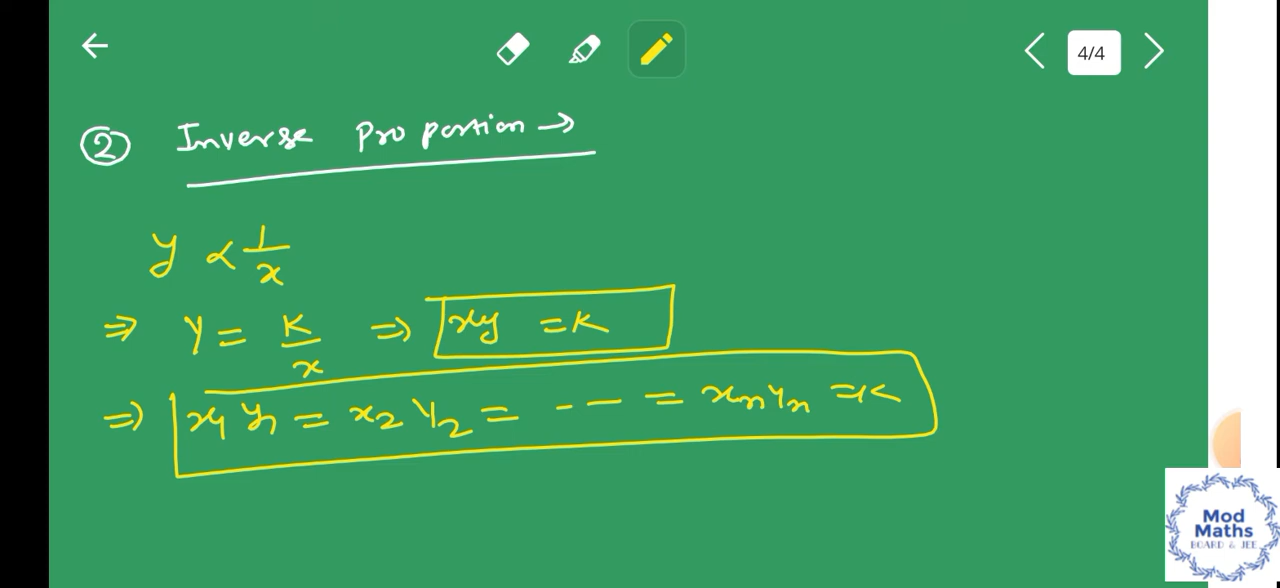 4/4
② Inverse Proportion →
y ∝ 1/x
⇒ y = K/x ⇒ xy = K
⇒ x₁y₁ = x₂y₂ = - — = xₙyₙ = K
Mod
Maths
BOARD & JEE